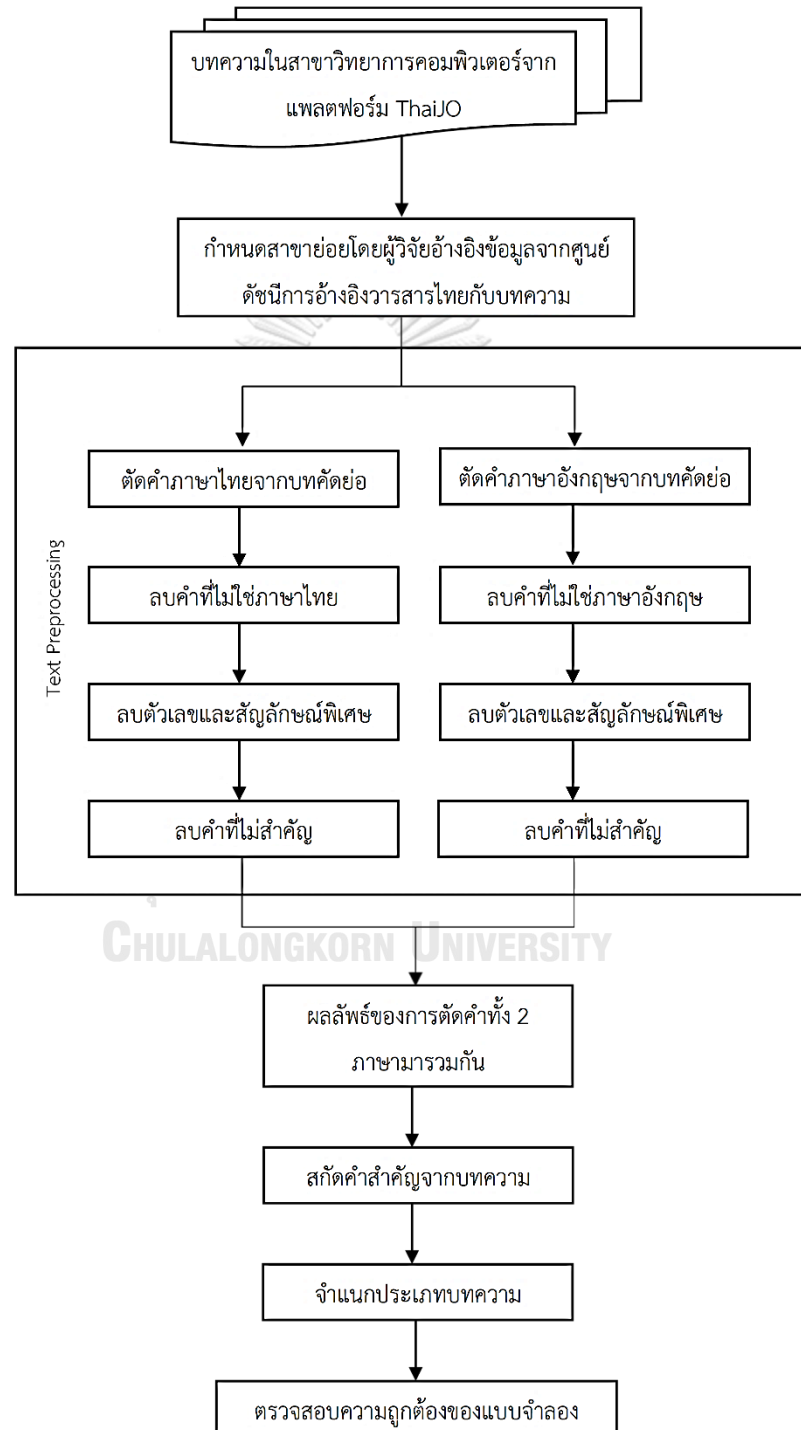 บทความในสาขาวิทยาการคอมพิวเตอร์จาก
แพลตฟอร์ม ThaiJO
กำหนดสาขาย่อยโดยผู้วิจัยอ้างอิงข้อมูลจากศูนย์
ดัชนีการอ้างอิงวารสารไทยกับบทความ
Text Preprocessing
ตัดคำภาษาไทยจากบทคัดย่อ
ลบคำที่ไม่ใช่ภาษาไทย
ลบตัวเลขและสัญลักษณ์พิเศษ
ลบคำที่ไม่สำคัญ
ตัดคำภาษาอังกฤษจากบทคัดย่อ
ลบคำที่ไม่ใช่ภาษาอังกฤษ
ลบตัวเลขและสัญลักษณ์พิเศษ
ลบคำที่ไม่สำคัญ
CHULALONGKORN UNIVERSITY
ผลลัพธ์ของการตัดคำทั้ง 2
ภาษามารวมกัน
สกัดคำสำคัญจากบทความ
จำแนกประเภทบทความ
ตรวจสอบความถูกต้องของแบบจำลอง